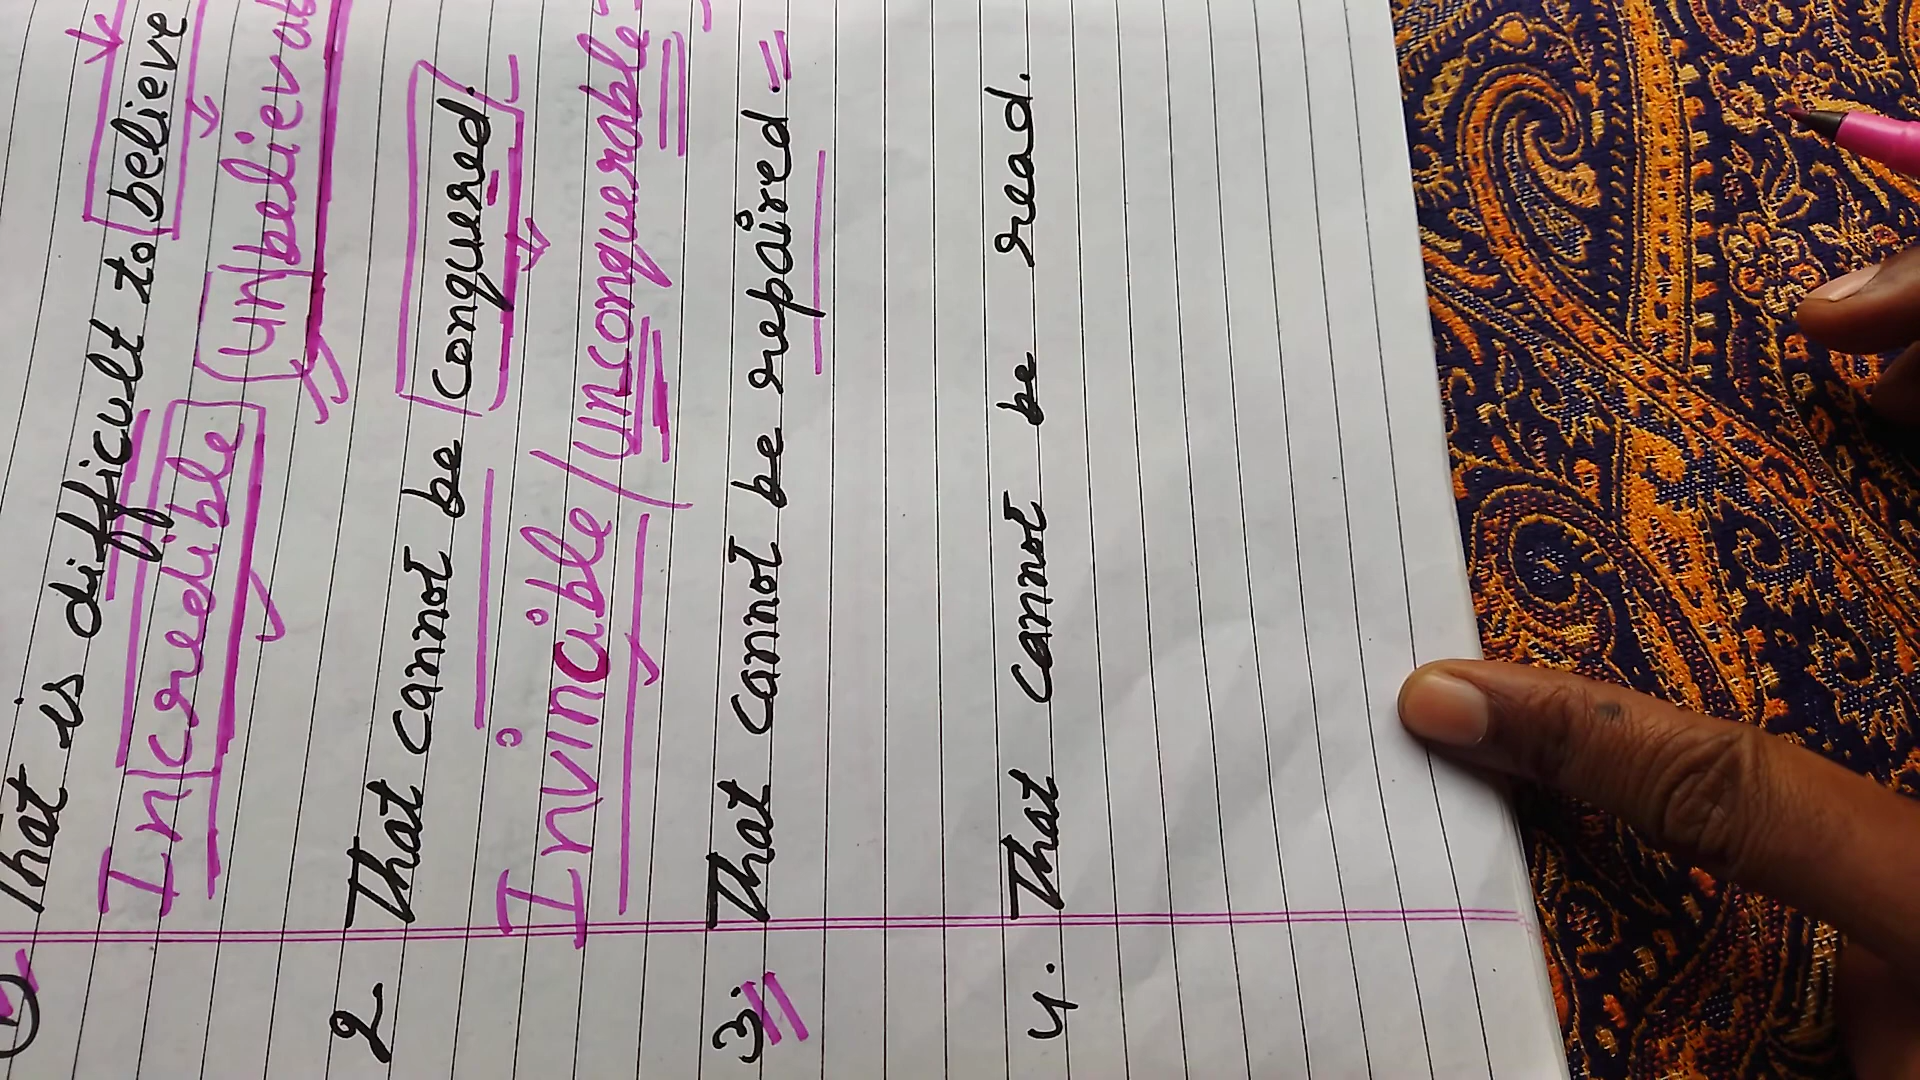 1 That is difficult to believe
Incredible unbelievab
2 That cannot be conquered.
Invincible / unconquerable
3. That cannot be repaired.
4. That cannot be read.